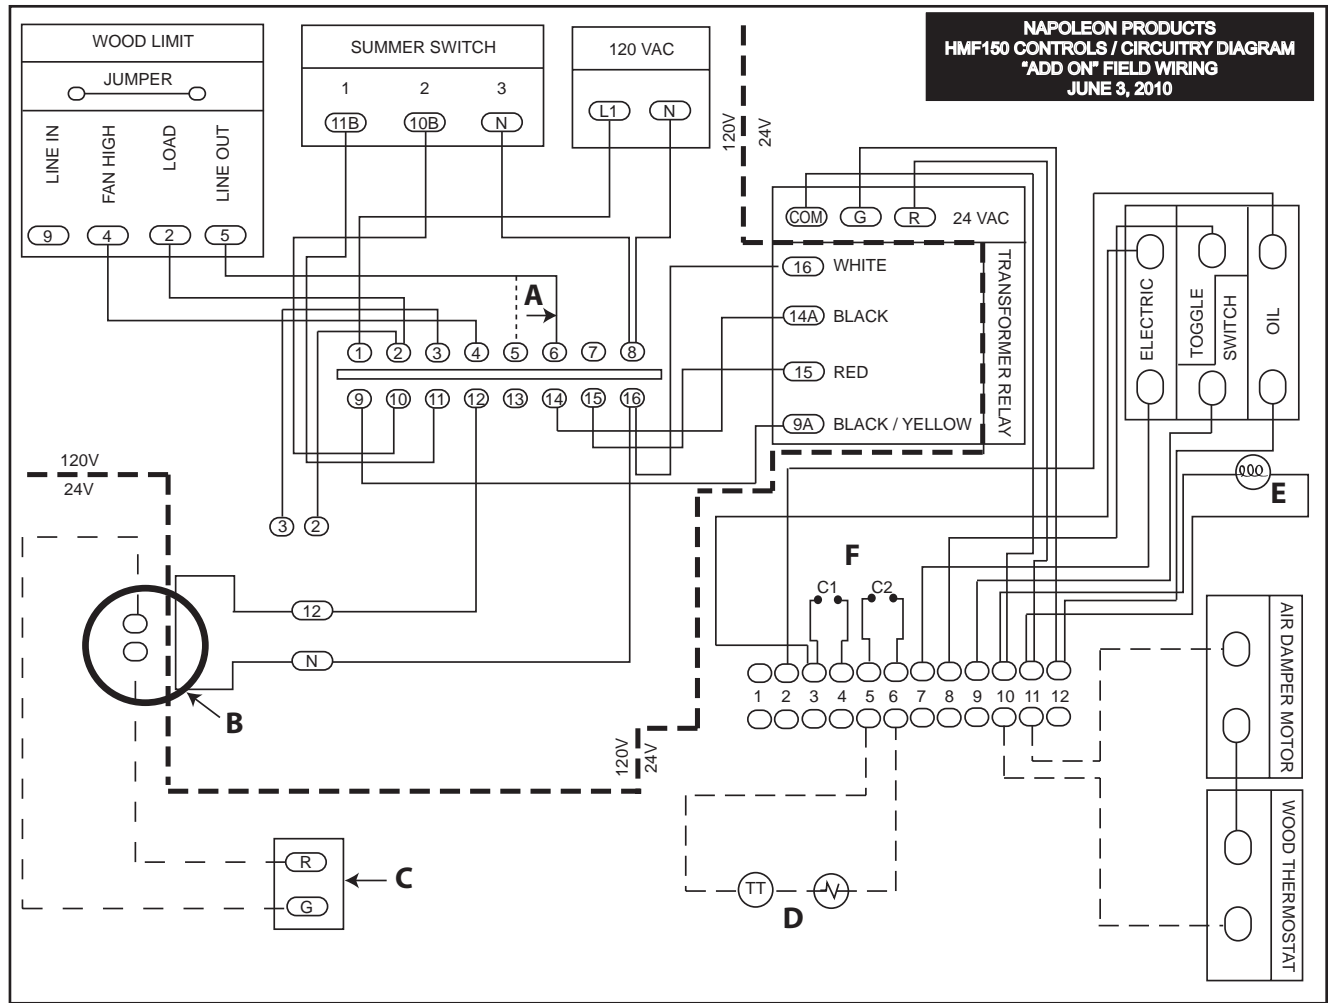 NAPOLEON PRODUCTS
HMF150 CONTROLS / CIRCUITRY DIAGRAM
"ADD ON" FIELD WIRING
JUNE 3, 2010
WOOD LIMIT
JUMPER
LINE IN
FAN HIGH
LOAD
LINE OUT
9
4
2
5
SUMMER SWITCH
1 2 3
11B
10B
N
120 VAC
L1
N
120V
24V
COM
G
R
24 VAC
16 WHITE
14A BLACK
15 RED
9A BLACK / YELLOW
TRANSFORMER RELAY
ELECTRIC
TOGGLE
SWITCH
OIL
A
1 2 3 4 5 6 7 8
9 10 11 12 13 14 15 16
120V
24V
3
2
12
N
B
E
F
C1
C2
1 2 3 4 5 6 7 8 9 10 11 12
AIR DAMPER MOTOR
WOOD THERMOSTAT
120V
24V
R
G
C
TT
D